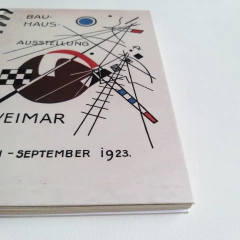 BAU-
HAUS-
AUSSTELLUNG
WEIMAR
- SEPTEMBER 1923.